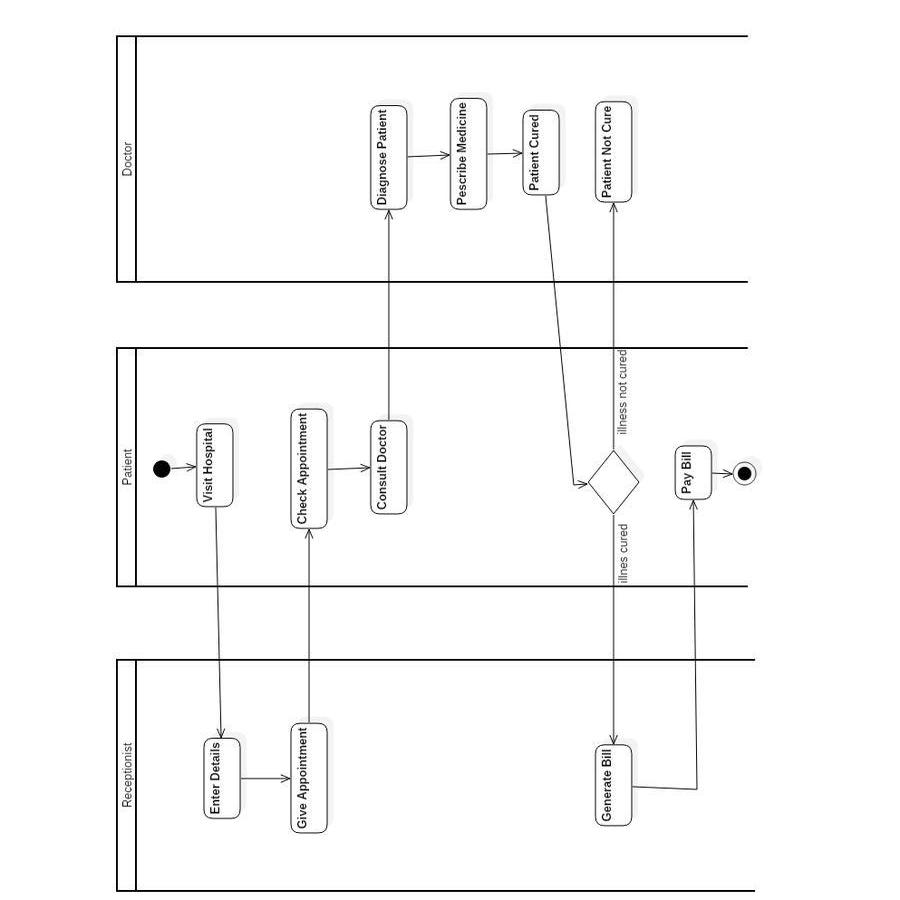 Doctor
Diagnose Patient
Pescribe Medicine
Patient Cured
Patient Not Cure
Patient
Visit Hospital
Check Appointment
Consult Doctor
illness not cured
illnes cured
Pay Bill
Receptionist
Enter Details
Give Appointment
Generate Bill